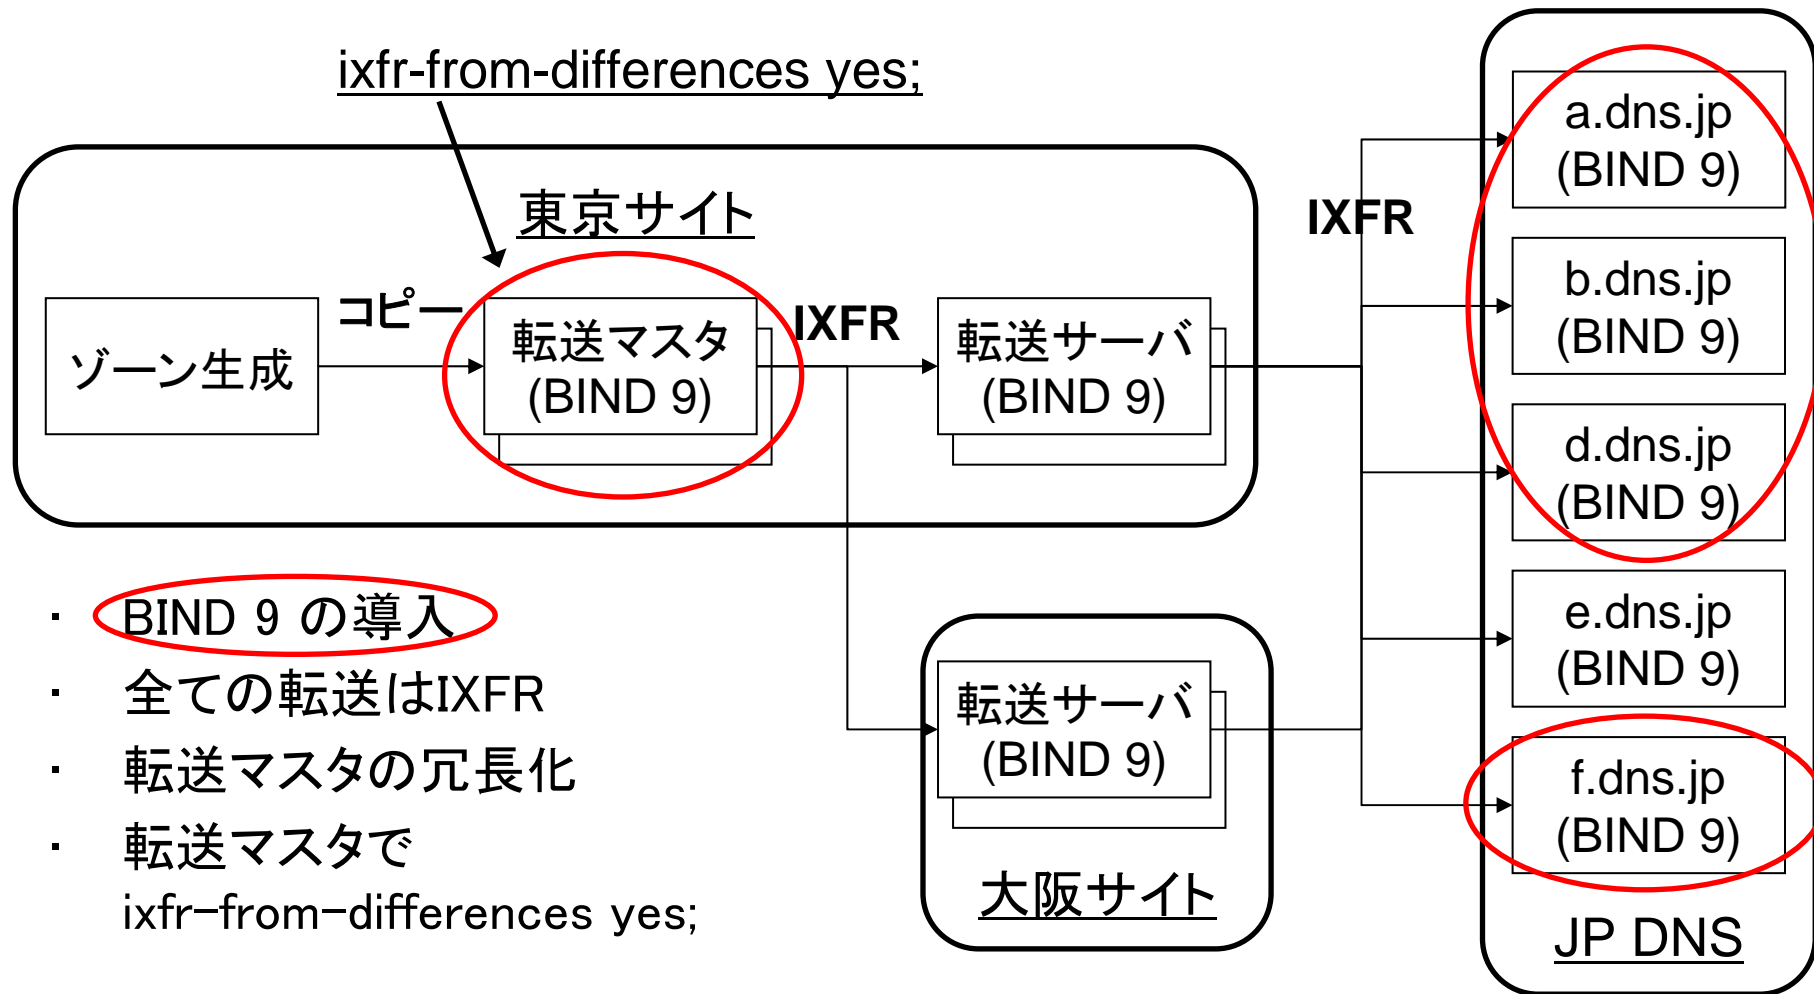 ixfr-from-differences yes;
東京サイト
ゾーン生成
コピー
転送マスタ
(BIND 9)
IXFR
転送サーバ
(BIND 9)
IXFR
a.dns.jp
(BIND 9)
b.dns.jp
(BIND 9)
d.dns.jp
(BIND 9)
e.dns.jp
(BIND 9)
f.dns.jp
(BIND 9)
JP DNS
転送サーバ
(BIND 9)
大阪サイト
・ BIND 9 の導入
・ 全ての転送はIXFR
・ 転送マスタの冗長化
・ 転送マスタで
ixfr-from-differences yes;